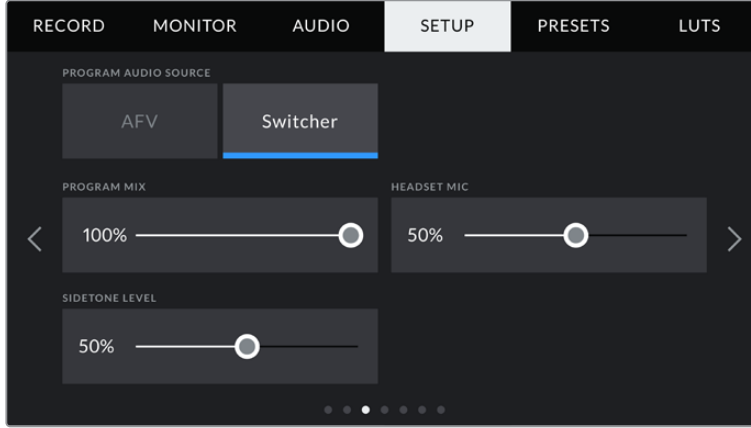 RECORD MONITOR AUDIO SETUP PRESETS LUTS
PROGRAM AUDIO SOURCE
AFV Switcher
PROGRAM MIX HEADSET MIC
100% 50%
SIDETONE LEVEL
50%